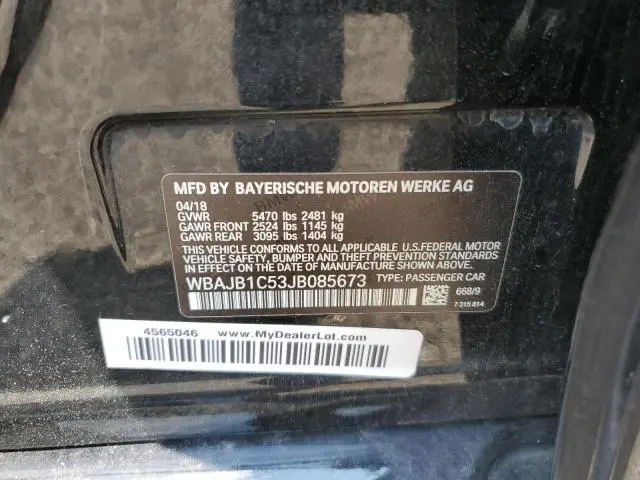 MFD BY BAYERISCHE MOTOREN WERKE AG
04/18
GVWR 5470 lbs 2481 kg
GAWR FRONT 2524 lbs 1145 kg
GAWR REAR 3095 lbs 1404 kg
THIS VEHICLE CONFORMS TO ALL APPLICABLE U.S.FEDERAL MOTOR
VEHICLE SAFETY, BUMPER AND THEFT PREVENTION STANDARDS
IN EFFECT ON THE DATE OF MANUFACTURE SHOWN ABOVE.
WBAJB1C53JB085673 TYPE: PASSENGER CAR
668/9
7 315 814
4565046 www.MyDealerLot.com